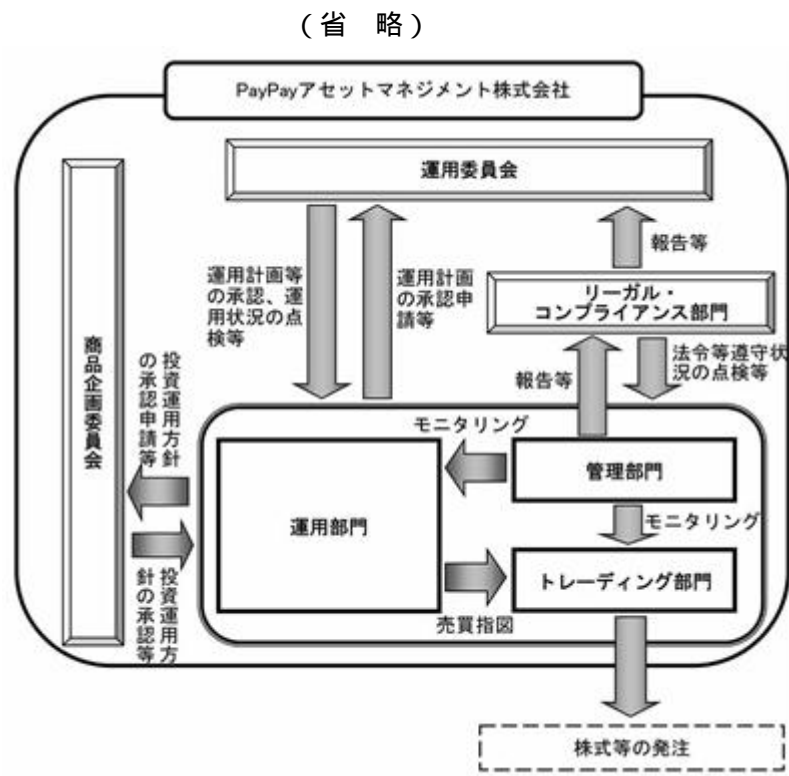 （省　略）
PayPayアセットマネジメント株式会社
運用委員会
運用計画等
の承認、運
用状況の点
検等
運用計画
の承認申
請等
報告等
リーガル・
コンプライアンス部門
報告等
法令等遵守状
況の点検等
商品企画委員会
投資運用方針
の承認申請等
投資運用方
針の承認等
モニタリング
運用部門
管理部門
モニタリング
トレーディング部門
売買指図
株式等の発注